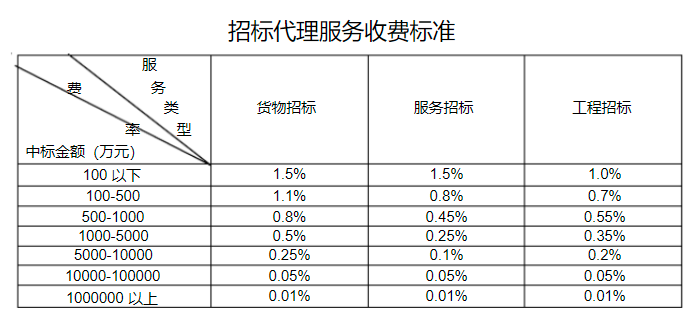 招标代理服务收费标准
服务类型
费率
中标金额（万元）
货物招标 服务招标 工程招标
100 以下 1.5% 1.5% 1.0%
100-500 1.1% 0.8% 0.7%
500-1000 0.8% 0.45% 0.55%
1000-5000 0.5% 0.25% 0.35%
5000-10000 0.25% 0.1% 0.2%
10000-100000 0.05% 0.05% 0.05%
1000000 以上 0.01% 0.01% 0.01%